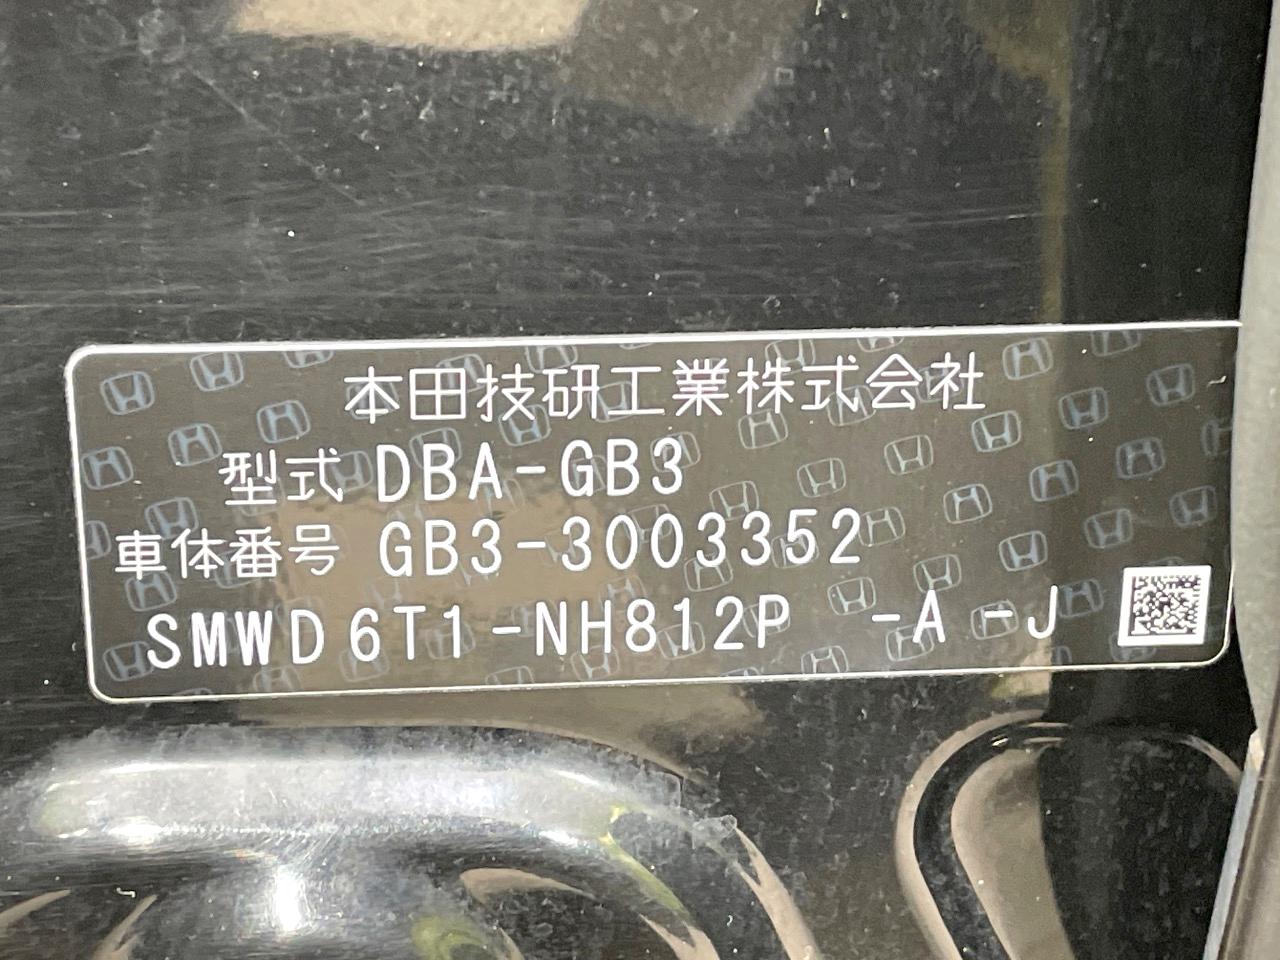 本田技研工業株式会社
型式 DBA-GB3
車体番号 GB3-3003352
SMWD6T1-NH812P -A -J